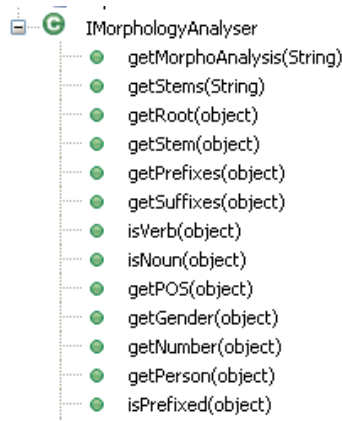 IMorphologyAnalyser
getMorphoAnalysis(String)
getStems(String)
getRoot(object)
getStem(object)
getPrefixes(object)
getSuffixes(object)
isVerb(object)
isNoun(object)
getPOS(object)
getGender(object)
getNumber(object)
getPerson(object)
isPrefixed(object)